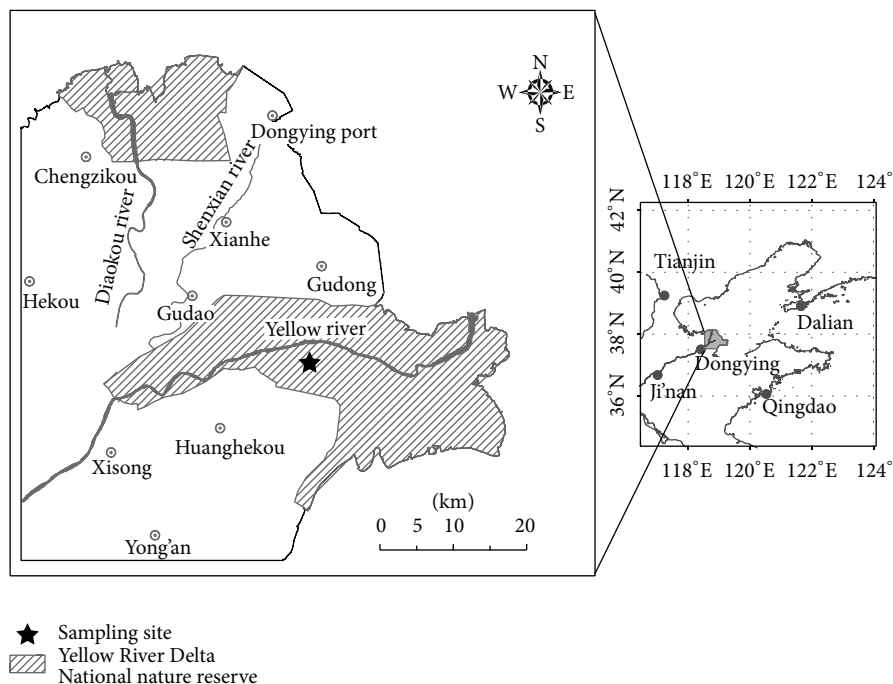 N
W E
S
Dongying port
Chengzikou
Shenxian river
Diaokou river
Xianhe
Hekou
Gudong
Gudao
Yellow river
Huanghekou
Xisong
Yong'an
(km)
0 5 10 20
118°E 120°E 122°E 124°
42°N
40°N
38°N
36°N
Tianjin
Dalian
Dongying
Ji'nan
Qingdao
118°E 120°E 122°E 124°
Sampling site
Yellow River Delta
National nature reserve